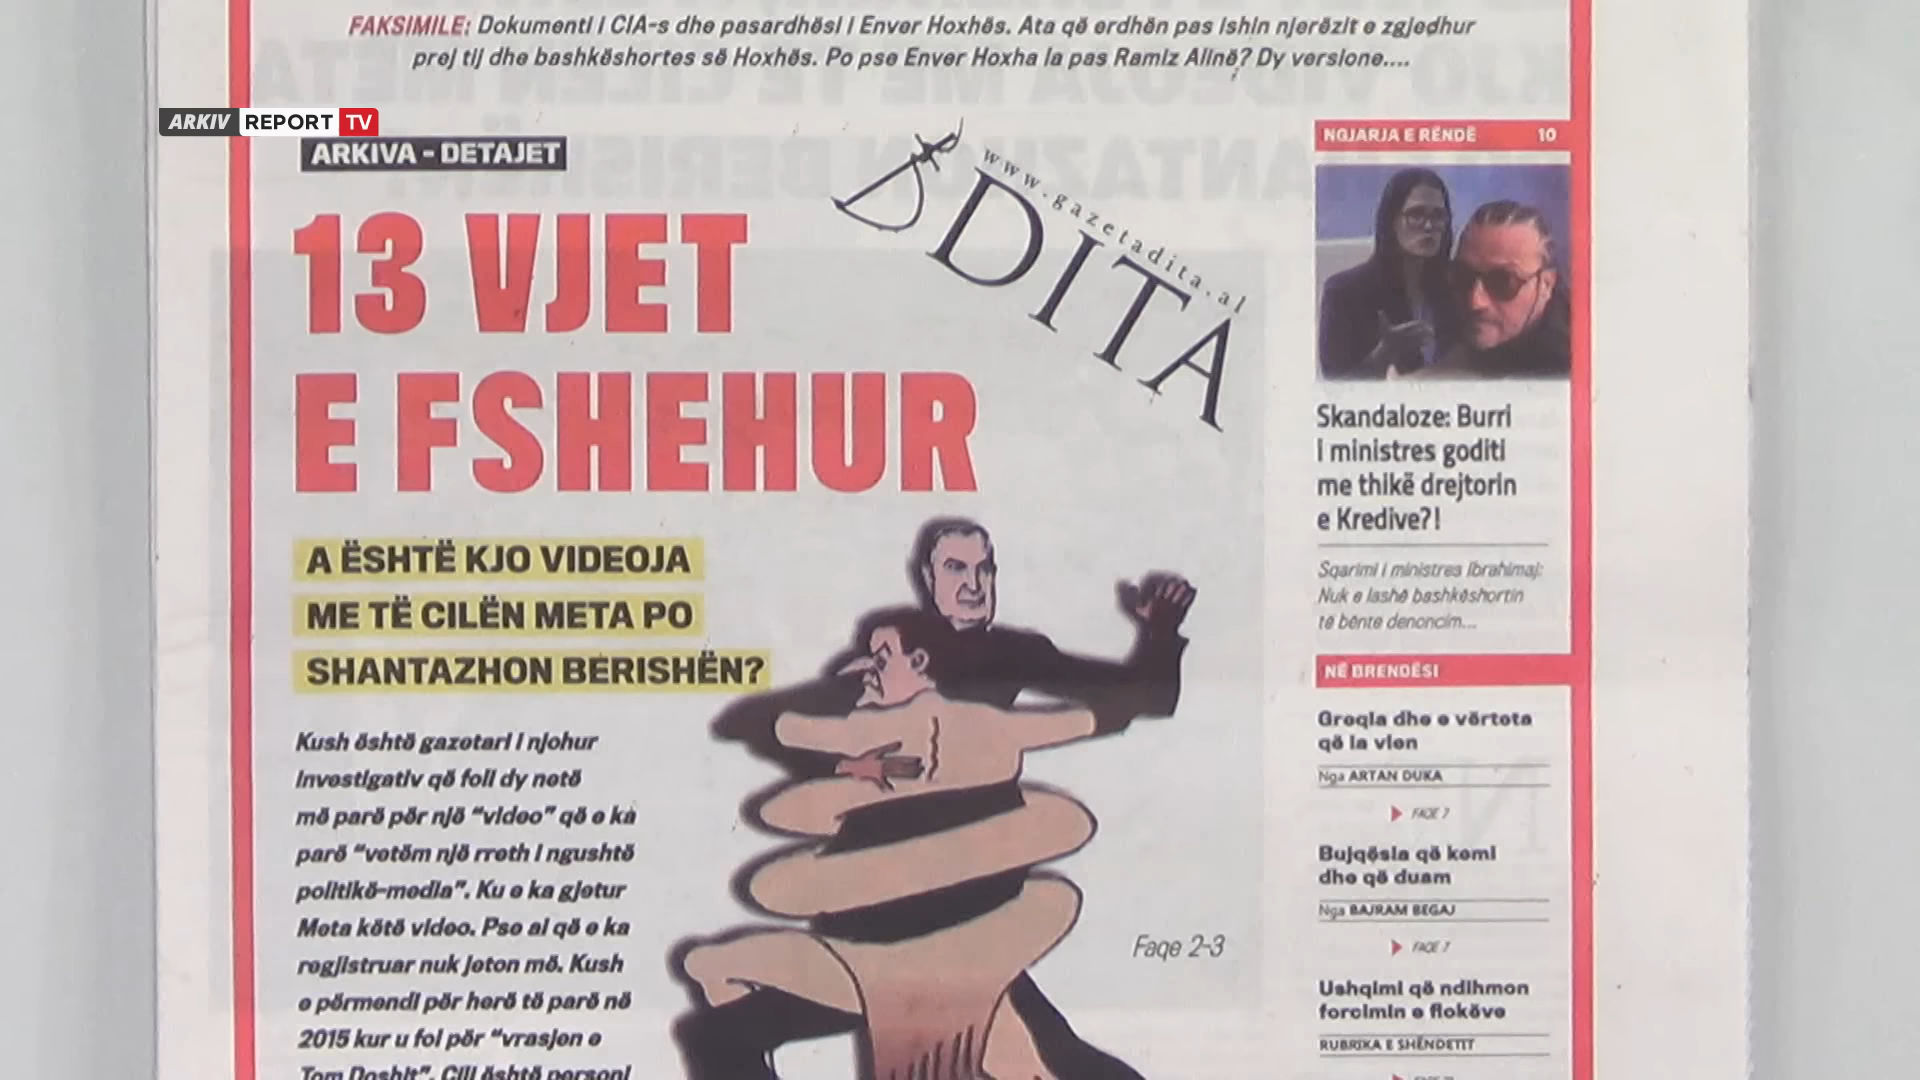 FAKSIMILE: Dokumenti i CIA-s dhe pasardhësi i Enver Hoxhës. Ata që erdhën pas ishin njerëzit e zgjedhur
prej tij dhe bashkëshortes së Hoxhës. Po pse Enver Hoxha la pas Ramiz Alinë? Dy versione....
ARKIV REPORT TV
ARKIVA - DETAJET
13 VJET
E FSHEHUR
www.gazetadita.al
DITA
A ËSHTË KJO VIDEOJA
ME TË CILËN META PO
SHANTAZHON BERISHËN?
Kush është gazetari i njohur
investigativ që foli dy netë
më parë për një “video” që e ka
parë “vetëm një rreth i ngushtë
politikë-media”. Ku e ka gjetur
Meta këtë video. Pse ai që e ka
regjistruar nuk jeton më. Kush
e përmendi për herë të parë në
2015 kur u fol për “vrasjen e
Tom Doshit”. Cili është personi
Faqe 2-3
NGJARJA E RËNDË 10
Skandaloze: Burri
i ministres goditi
me thikë drejtorin
e Kredive?!
Sqarimi i ministres Ibrahimaj:
Nuk e lashë bashkëshortin
të bënte denoncim...
NË BRENDËSI
Greqia dhe e vërteta
që ia vlen
Nga ARTAN DUKA
FAQE 7
Bujqësia që kemi
dhe që duam
Nga BAJRAM BEGAJ
FAQE 7
Ushqimi që ndihmon
forcimin e flokëve
RUBRIKA E SHËNDETIT